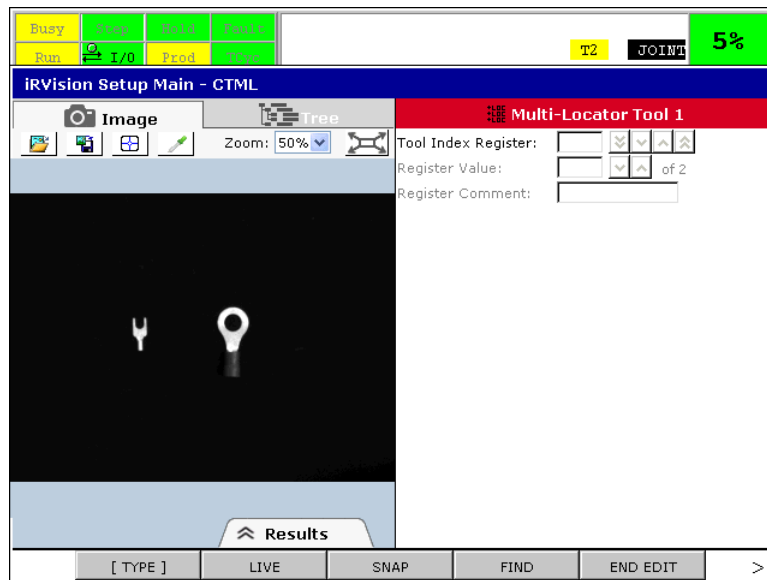 Busy Step Hold Fault
Run I/O Prod TCyc
T2 JOINT 5%
iRVision Setup Main - CTML
Image Tree Multi-Locator Tool 1
Zoom: 50% Tool Index Register:
Register Value: of 2
Register Comment:
Results
[ TYPE ] LIVE SNAP FIND END EDIT >